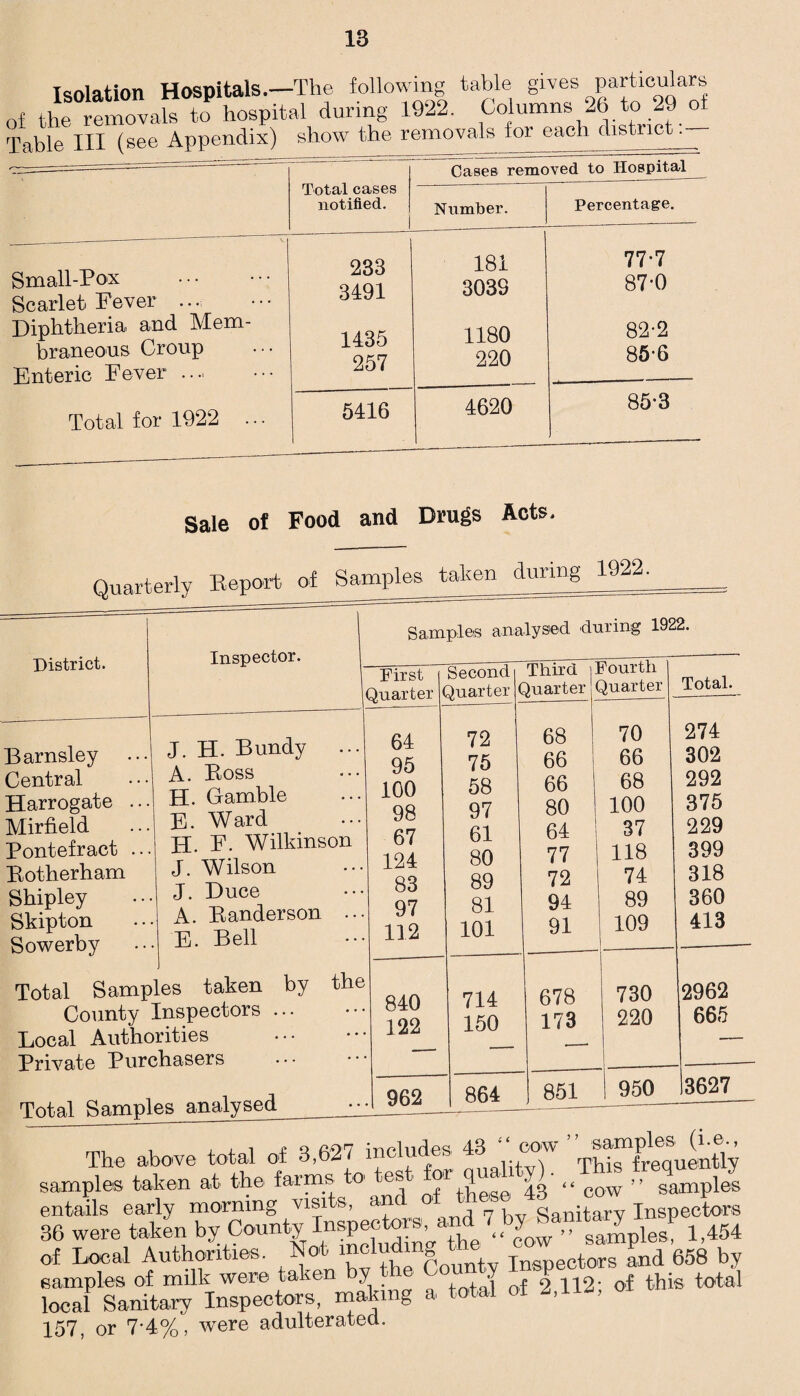 13
Isolation Hospitals.—The following table gives particulars
of the removals to hospital during 1922. Columns 26 to 29 of
Table III (see Appendix) show the removals for each district:—
Total cases notified. Cases removed to Hospital
Number. Percentage.
Small-Pox ... ... 233 181 77·7
Scarlet Fever ... ... 3491 3039 87·0
Diphtheria and Mem-
braneous Croup ... 1435 1180 82·2
Enteric Fever ... ... 257 220 85·6
Total for 1922 ... 5416 4620 85·3
Sale of Food and Drugs Acts.
Quarterly Report of Samples taken during 1922.
District. Inspector. Samples analysed during 1922.
First Quarter Second Quarter Third Quarter Fourth Quarter Total.
Barnsley ... J. H. Bundy ... 64 72 68 70 274
Central ... A. Ross ... 95 75 66 66 302
Harrogate ... H. Gamble ... 100 58 66 68 292
Mirfield ... E. Ward ... 98 97 80 100 375
Pontefract ... H. F. Wilkinson 67 61 64 37 229
Rotherham J. Wilson ... 124 80 77 118 399
Shipley ... J. Duce ... 83 89 72 74 318
Skipton ... A. Randerson ... 97 81 94 89 360
Sowerby ... E. Bell ... 112 101 91 109 413
Total Samples taken by the
County Inspectors ... ... 840 714 678 730 2962
Local Authorities ... ... 122 150 173 220 665
Private Purchasers ... ... — — — —
Total Samples analysed ... 962 864 851 950 3627
The above total of 3,627 includes 43 “cow” samples (i.e.,
samples taken at the farms to test for quality). This frequently
entails early morning visits, and of these 43 “cow” samples
36 were taken by County Inspectors, and 7 by Sanitary Inspectors
of Local Authorities. Not including the “cow” samples, 1,454
samples of milk were taken by the County Inspectors and 658 by
local Sanitary Inspectors, making a total of 2,112; of this total
157, or 7·4%, were adulterated.